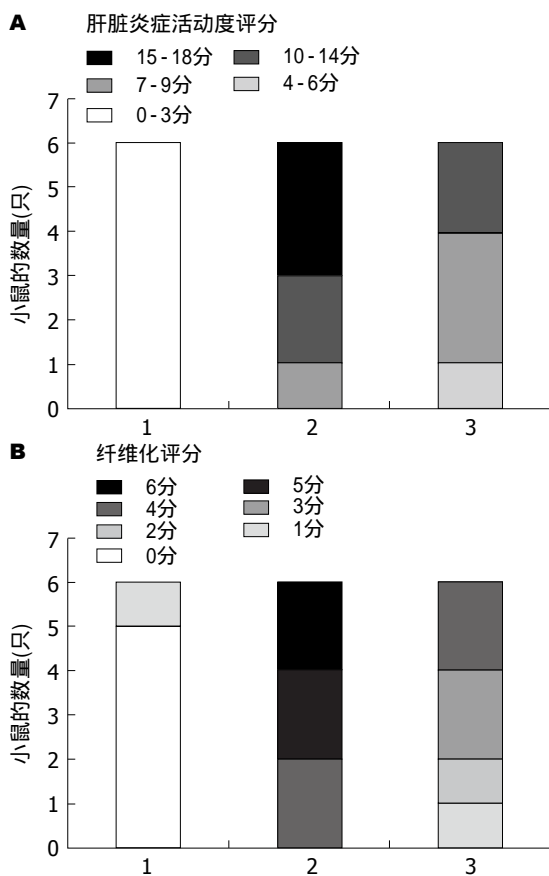 A 肝脏炎症活动度评分
15-18分 10-14分
7-9分 4-6分
0-3分
小鼠的数量(只)
7
6
5
4
3
2
1
0
1 2 3
B 纤维化评分
6分 5分
4分 3分
2分 1分
0分
小鼠的数量(只)
7
6
5
4
3
2
1
0
1 2 3